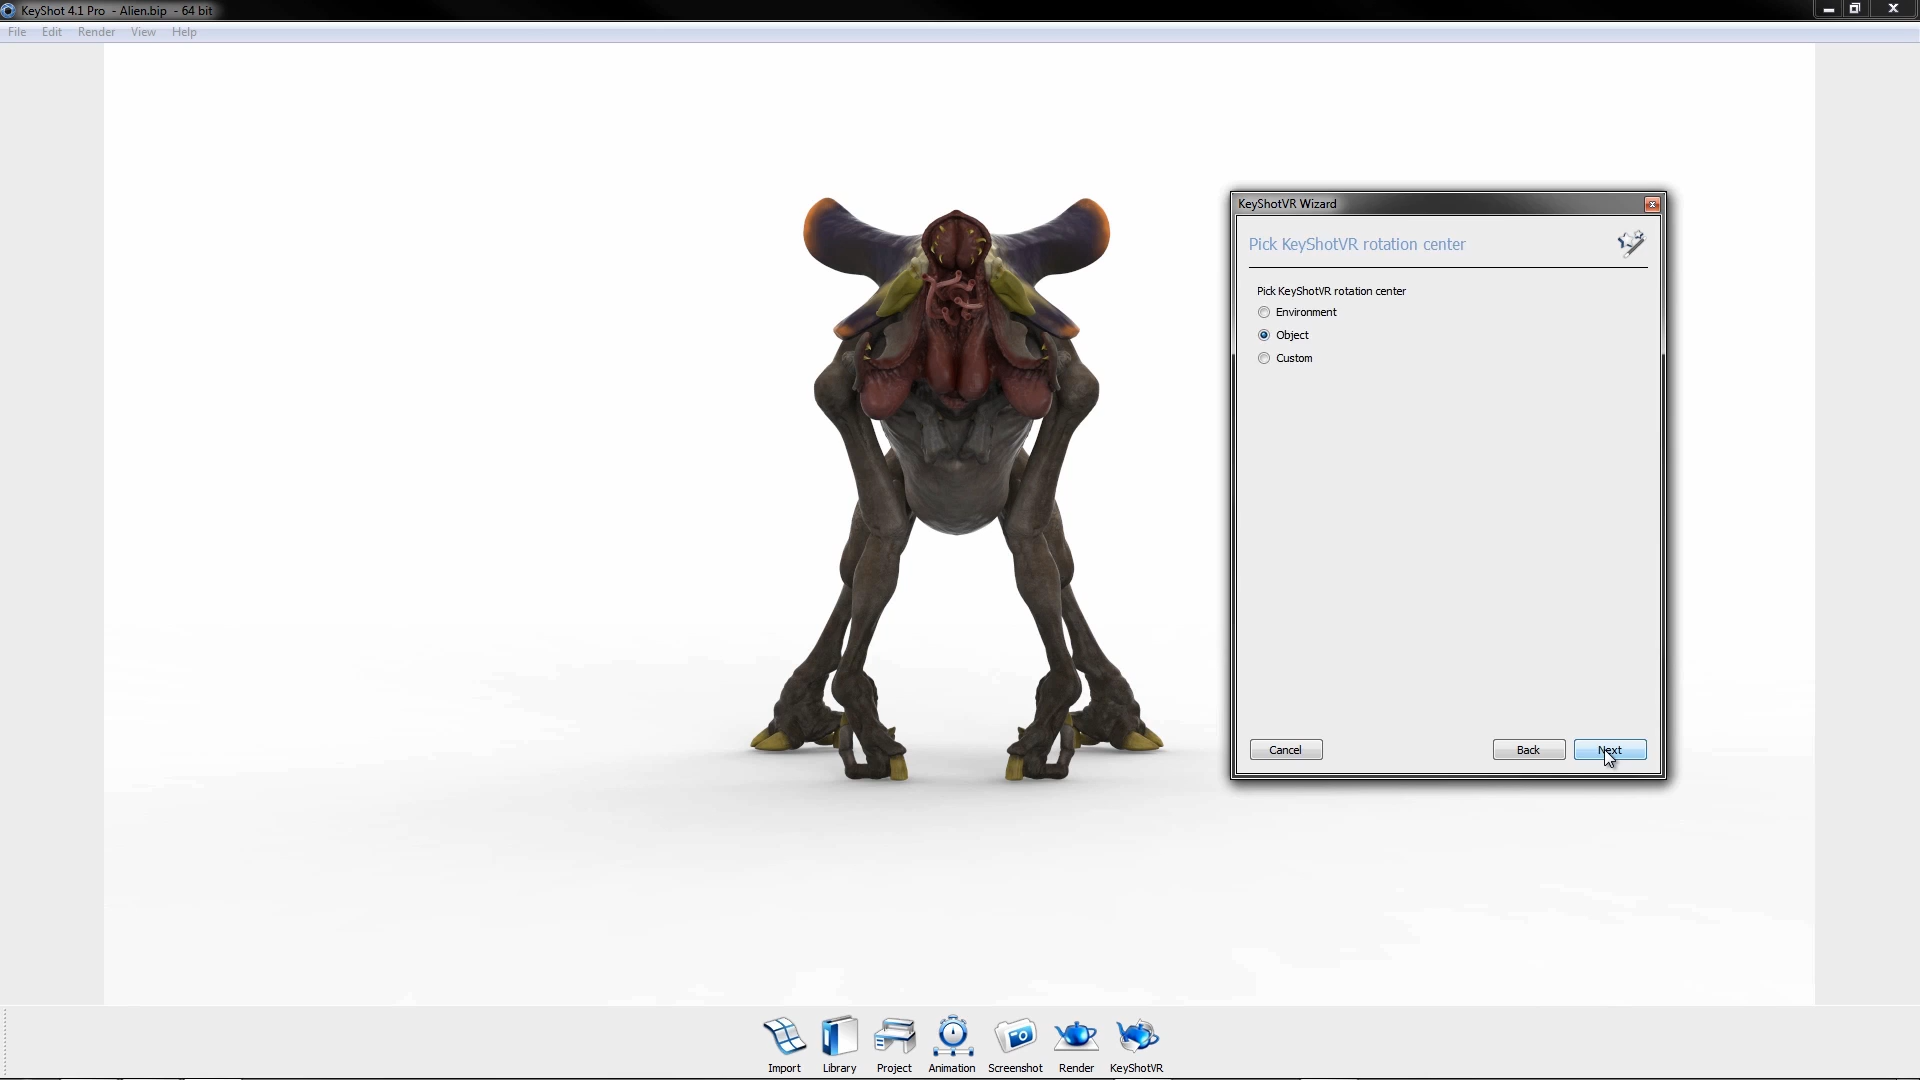 KeyShot 4.1 Pro - Alien.bip - 64 bit
File Edit Render View Help
KeyShotVR Wizard
Pick KeyShotVR rotation center
Pick KeyShotVR rotation center
Environment
Object
Custom
Cancel Back Next
Import Library Project Animation Screenshot Render KeyShotVR